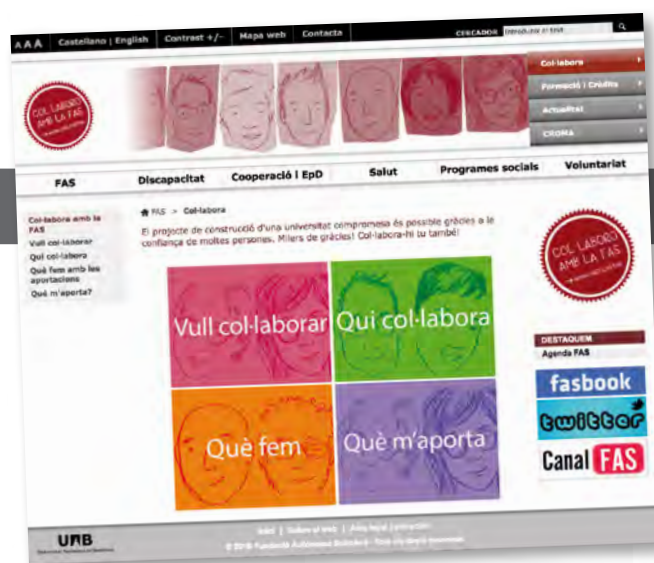 A A A Castellano | English Contrast +/- Mapa web Contacta CERCADOR
COL·LABORO
AMB LA FAS
Col·labora
Formació i Crèdits
Actualitat
CROMA
FAS Discapacitat Cooperació i EpD Salut Programes socials Voluntariat
Col·labora amb la
FAS
Vull col·laborar
Qui col·labora
Què fem amb les
aportacions
Què m'aporta?
FAS > Col·labora
El projecte de construcció d'una universitat compromesa és possible gràcies a la
confiança de moltes persones. Milers de gràcies! Col·labora-hi tu també!
Vull col·laborar
Qui col·labora
Què fem
Què m'aporta
COL·LABORO
AMB LA FAS
DESTAQUEM
Agenda FAS
fasbook
twitter
Canal FAS
UAB